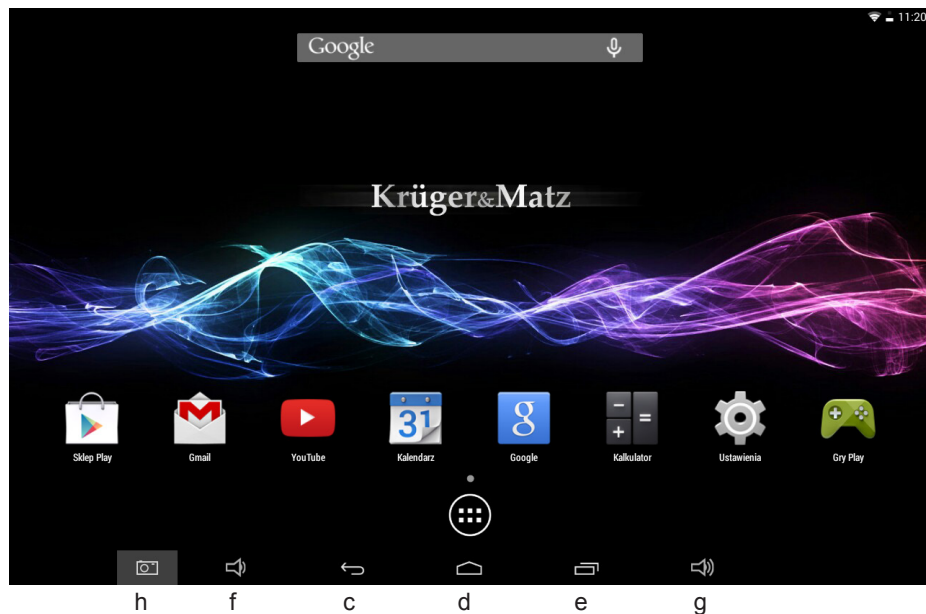 11:20
Google
Krüger&Matz
31
g
Sklep Play Gmail YouTube Kalendarz Google Kalkulator Ustawienia Gry Play
h f c d e g